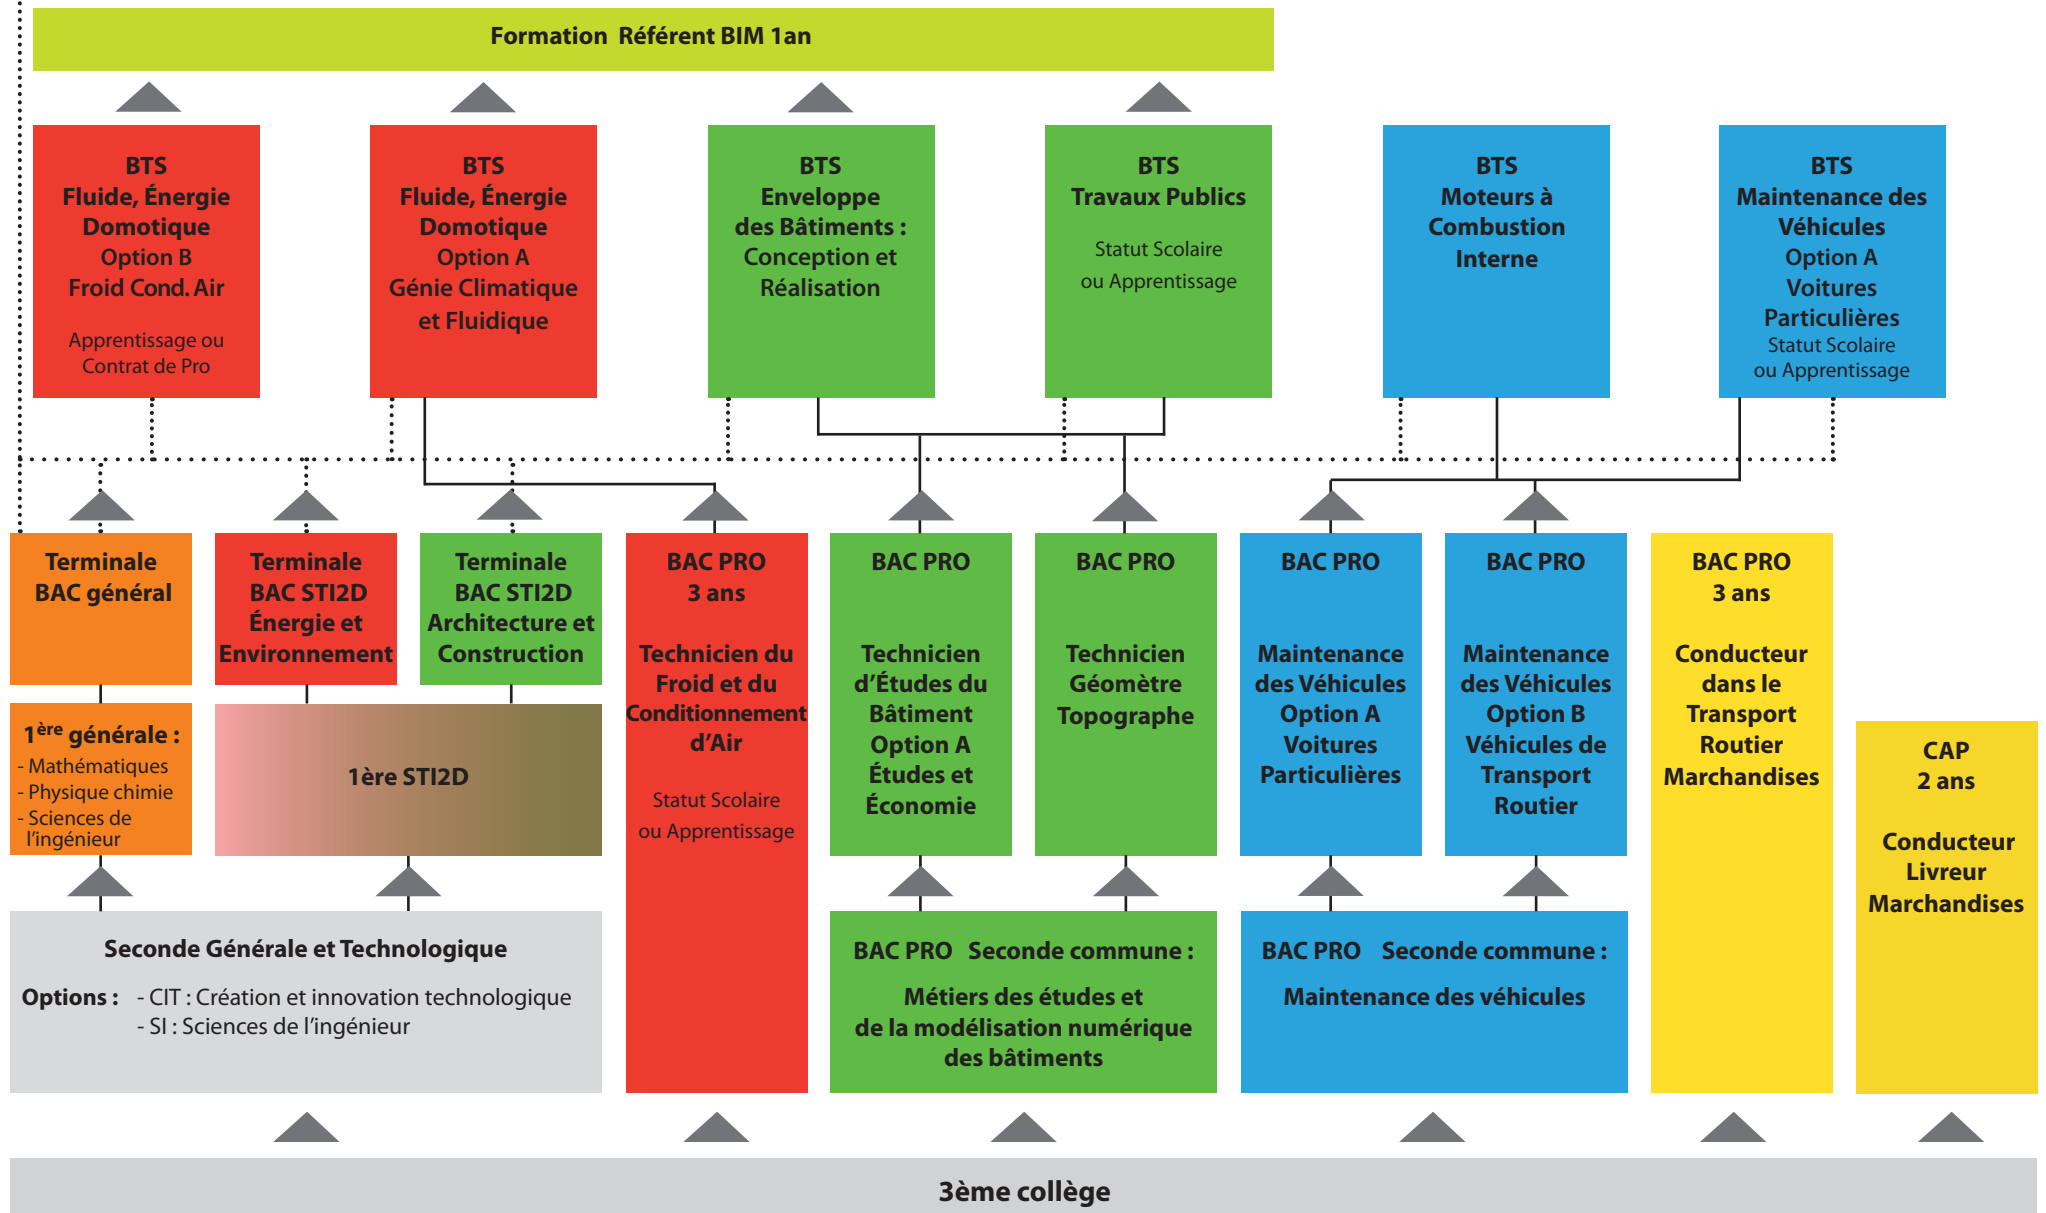 Formation Référent BIM 1an
BTS
Fluide, Énergie
Domotique
Option B
Froid Cond. Air
Apprentissage ou
Contrat de Pro
BTS
Fluide, Énergie
Domotique
Option A
Génie Climatique
et Fluidique
BTS
Enveloppe
des Bâtiments :
Conception et
Réalisation
BTS
Travaux Publics
Statut Scolaire
ou Apprentissage
BTS
Moteurs à
Combustion
Interne
BTS
Maintenance des
Véhicules
Option A
Voitures
Particulières
Statut Scolaire
ou Apprentissage
Terminale
BAC général
Terminale
BAC STI2D
Énergie et
Environnement
Terminale
BAC STI2D
Architecture et
Construction
BAC PRO
3 ans
Technicien du
Froid et du
Conditionnement
d’Air
Statut Scolaire
ou Apprentissage
BAC PRO
Technicien
d’Études du
Bâtiment
Option A
Études et
Économie
BAC PRO
Technicien
Géomètre
Topographe
BAC PRO
Maintenance
des Véhicules
Option A
Voitures
Particulières
BAC PRO
Maintenance
des Véhicules
Option B
Véhicules de
Transport
Routier
BAC PRO
3 ans
Conducteur
dans le
Transport
Routier
Marchandises
CAP
2 ans
Conducteur
Livreur
Marchandises
1ère générale :
- Mathématiques
- Physique chimie
- Sciences de
l’ingénieur
1ère STI2D
Seconde Générale et Technologique
Options : - CIT : Création et innovation technologique
- SI : Sciences de l’ingénieur
BAC PRO Seconde commune :
Métiers des études et
de la modélisation numérique
des bâtiments
BAC PRO Seconde commune :
Maintenance des véhicules
3ème collège